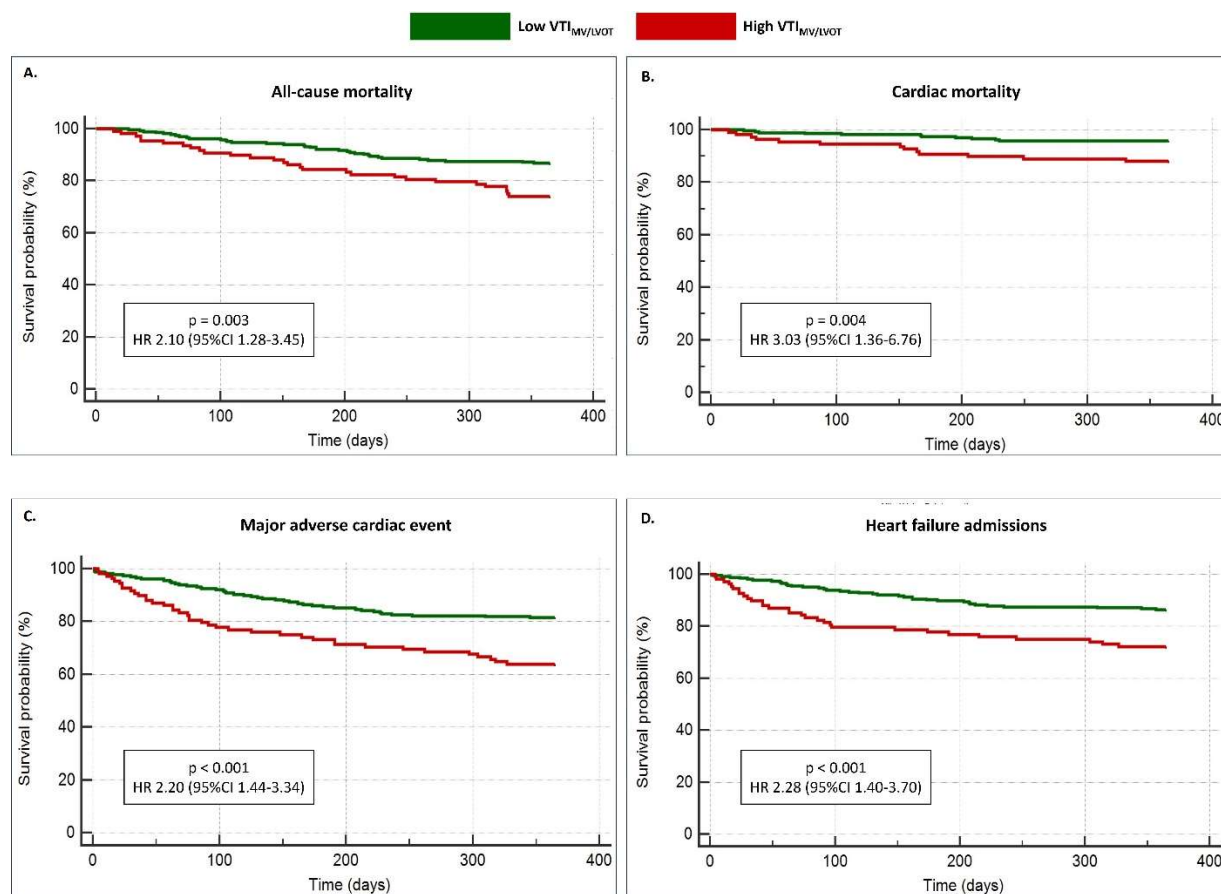 Low VTIMV/LVOT High VTIMV/LVOT
A.
All-cause mortality
Survival probability (%)
100
80
60
40
20
0
p = 0.003
HR 2.10 (95%CI 1.28-3.45)
0 100 200 300 400
Time (days)
B.
Cardiac mortality
Survival probability (%)
100
80
60
40
20
0
p = 0.004
HR 3.03 (95%CI 1.36-6.76)
0 100 200 300 400
Time (days)
C.
Major adverse cardiac event
Survival probability (%)
100
80
60
40
20
0
p < 0.001
HR 2.20 (95%CI 1.44-3.34)
0 100 200 300 400
Time (days)
D.
Heart failure admissions
Survival probability (%)
100
80
60
40
20
0
p < 0.001
HR 2.28 (95%CI 1.40-3.70)
0 100 200 300 400
Time (days)